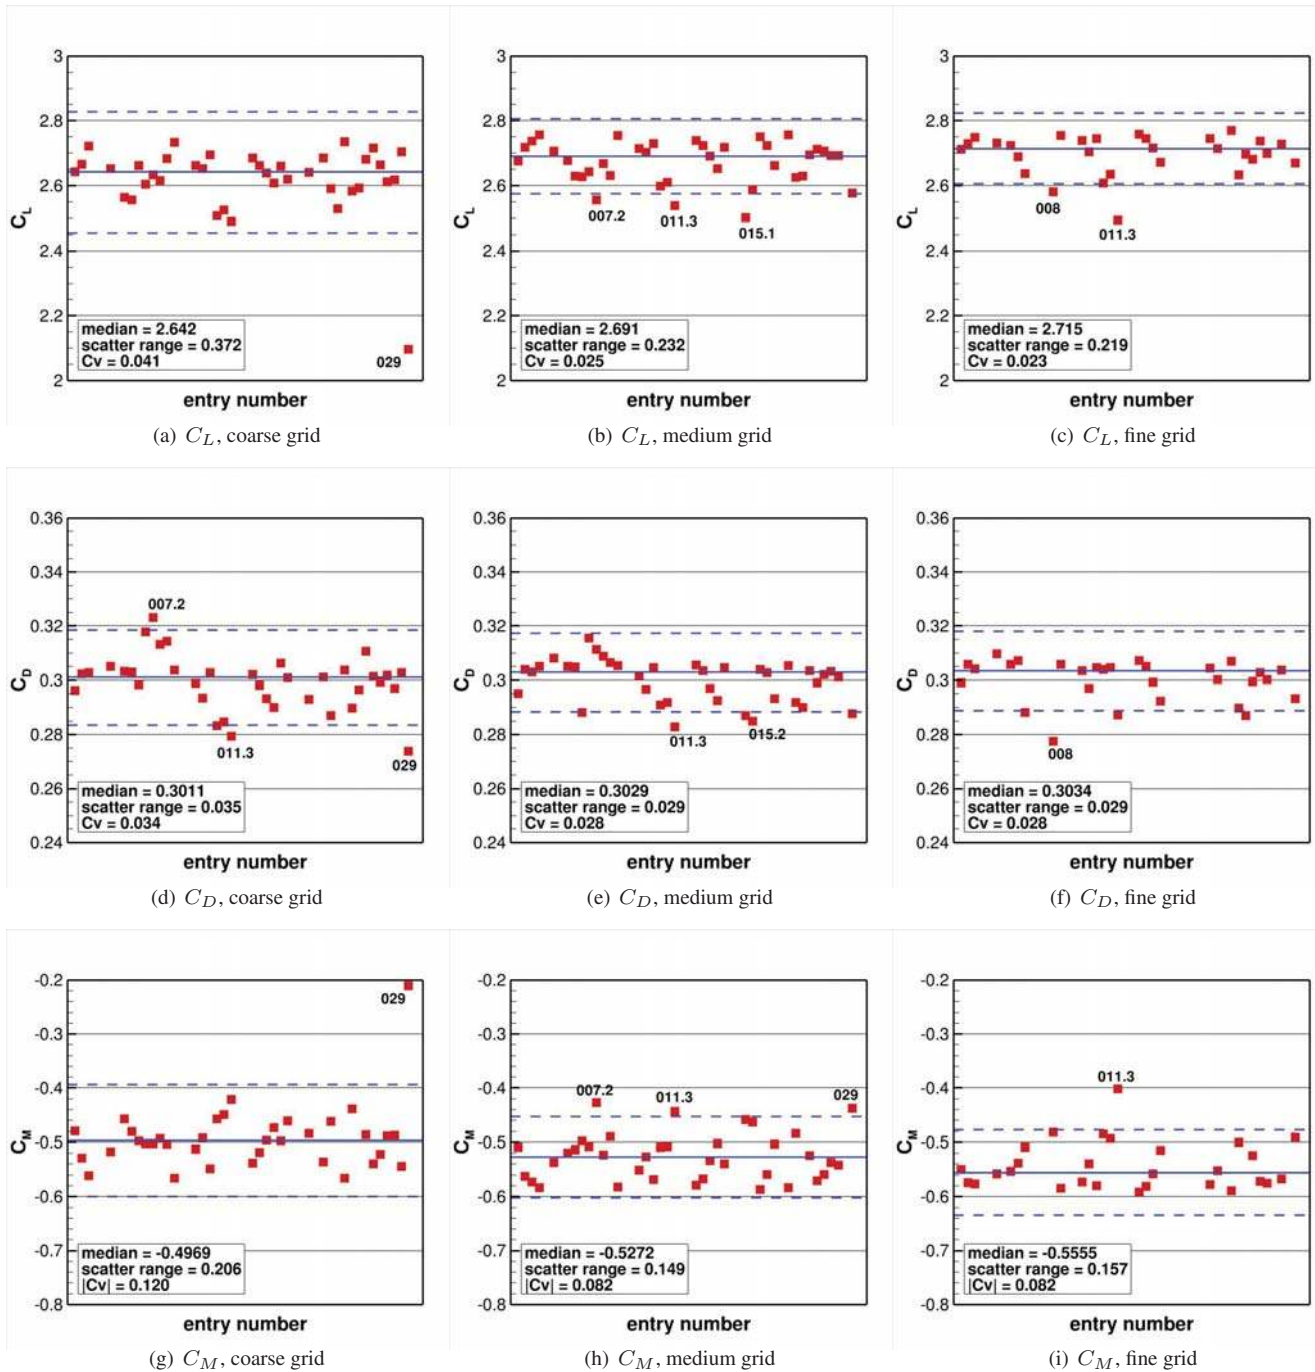 3
2.8
2.6
C_L
2.4
2.2
2
median = 2.642
scatter range = 0.372
Cv = 0.041
029
entry number
(a) C_L, coarse grid
3
2.8
2.6
C_L
2.4
2.2
2
007.2
011.3
015.1
median = 2.691
scatter range = 0.232
Cv = 0.025
entry number
(b) C_L, medium grid
3
2.8
2.6
C_L
2.4
2.2
2
008
011.3
median = 2.715
scatter range = 0.219
Cv = 0.023
entry number
(c) C_L, fine grid
0.36
0.34
0.32
0.3
C_D
0.28
0.26
0.24
007.2
011.3
029
median = 0.3011
scatter range = 0.035
Cv = 0.034
entry number
(d) C_D, coarse grid
0.36
0.34
0.32
0.3
C_D
0.28
0.26
0.24
011.3
015.2
median = 0.3029
scatter range = 0.029
Cv = 0.028
entry number
(e) C_D, medium grid
0.36
0.34
0.32
0.3
C_D
0.28
0.26
0.24
008
median = 0.3034
scatter range = 0.029
Cv = 0.028
entry number
(f) C_D, fine grid
-0.2
-0.3
-0.4
-0.5
C_M
-0.6
-0.7
-0.8
029
median = -0.4969
scatter range = 0.206
|Cv| = 0.120
entry number
(g) C_M, coarse grid
-0.2
-0.3
-0.4
-0.5
C_M
-0.6
-0.7
-0.8
007.2
011.3
029
median = -0.5272
scatter range = 0.149
|Cv| = 0.082
entry number
(h) C_M, medium grid
-0.2
-0.3
-0.4
-0.5
C_M
-0.6
-0.7
-0.8
011.3
median = -0.5555
scatter range = 0.157
|Cv| = 0.082
entry number
(i) C_M, fine grid